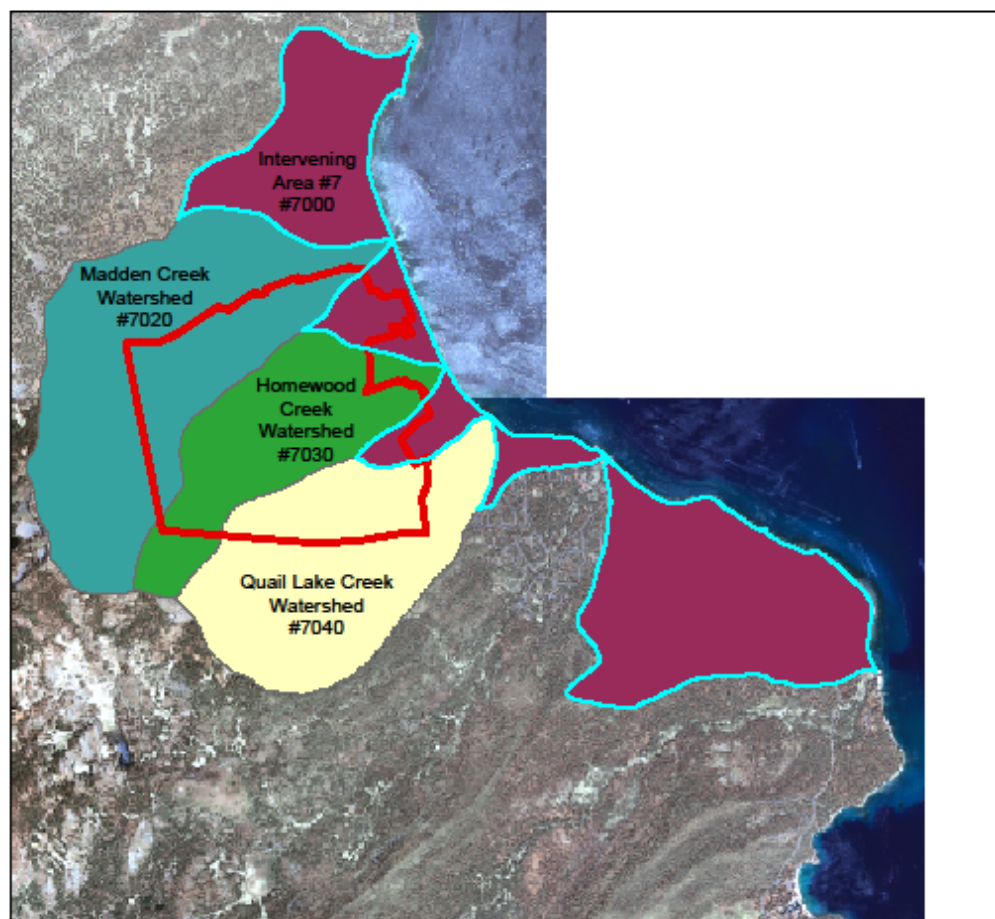 Intervening
Area #7
#7000
Madden Creek
Watershed
#7020
Homewood
Creek
Watershed
#7030
Quail Lake Creek
Watershed
#7040